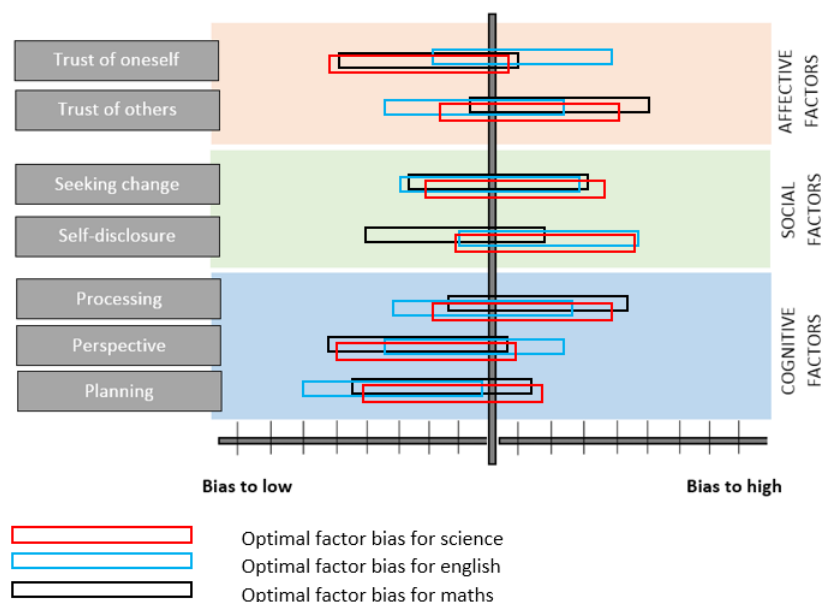 Trust of oneself
Trust of others
AFFECTIVE
FACTORS
Seeking change
Self-disclosure
SOCIAL
FACTORS
Processing
Perspective
Planning
COGNITIVE
FACTORS
Bias to low
Bias to high
Optimal factor bias for science
Optimal factor bias for english
Optimal factor bias for maths